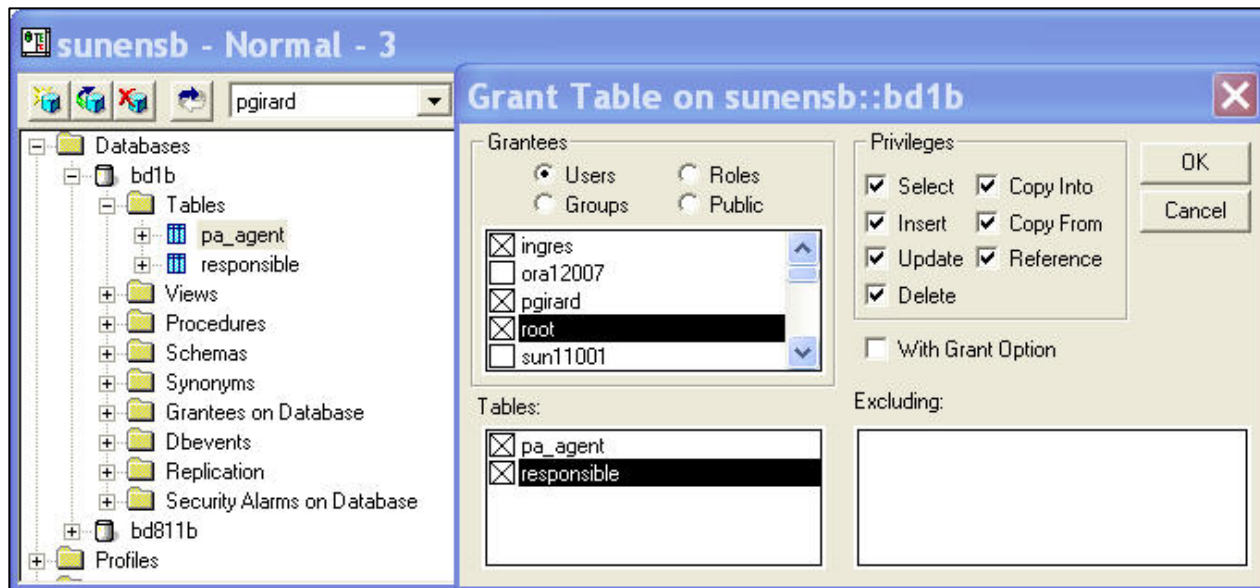 sunensb - Normal - 3
pgirard
Databases
bd1b
Tables
pa_agent
responsible
Views
Procedures
Schemas
Synonyms
Grantees on Database
Dbevents
Replication
Security Alarms on Database
bd811b
Profiles
Grant Table on sunensb::bd1b
Grantees
Users
Roles
Groups
Public
ingres
ora12007
pgirard
root
sun11001
Privileges
Select
Copy Into
Insert
Copy From
Update
Reference
Delete
With Grant Option
OK
Cancel
Tables:
pa_agent
responsible
Excluding: